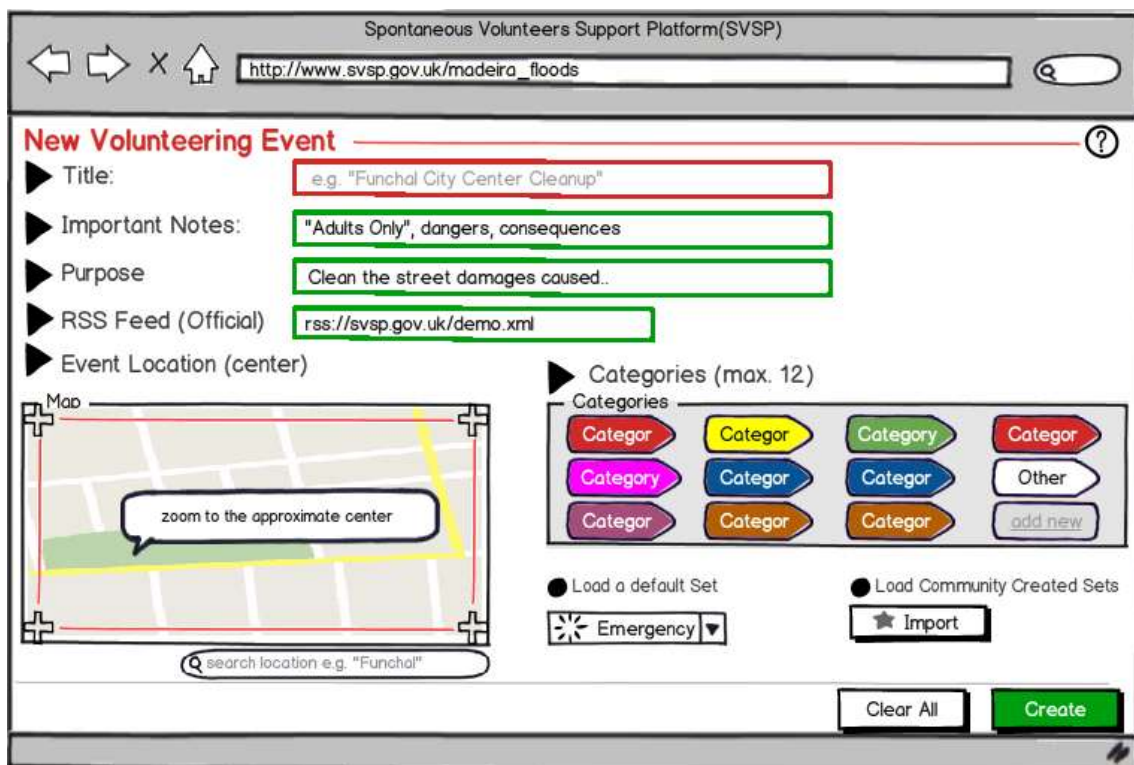 Spontaneous Volunteers Support Platform(SVSP)
http://www.svsp.gov.uk/madeira_floods
New Volunteering Event
?
Title:
e.g. "Funchal City Center Cleanup"
Important Notes:
"Adults Only", dangers, consequences
Purpose
Clean the street damages caused..
RSS Feed (Official)
rss://svsp.gov.uk/demo.xml
Event Location (center)
Map
zoom to the approximate center
search location e.g. "Funchal"
Categories (max. 12)
Categories
Categor Categor Category Categor
Category Categor Categor Other
Categor Categor Categor add new
Load a default Set
Emergency
Load Community Created Sets
Import
Clear All
Create